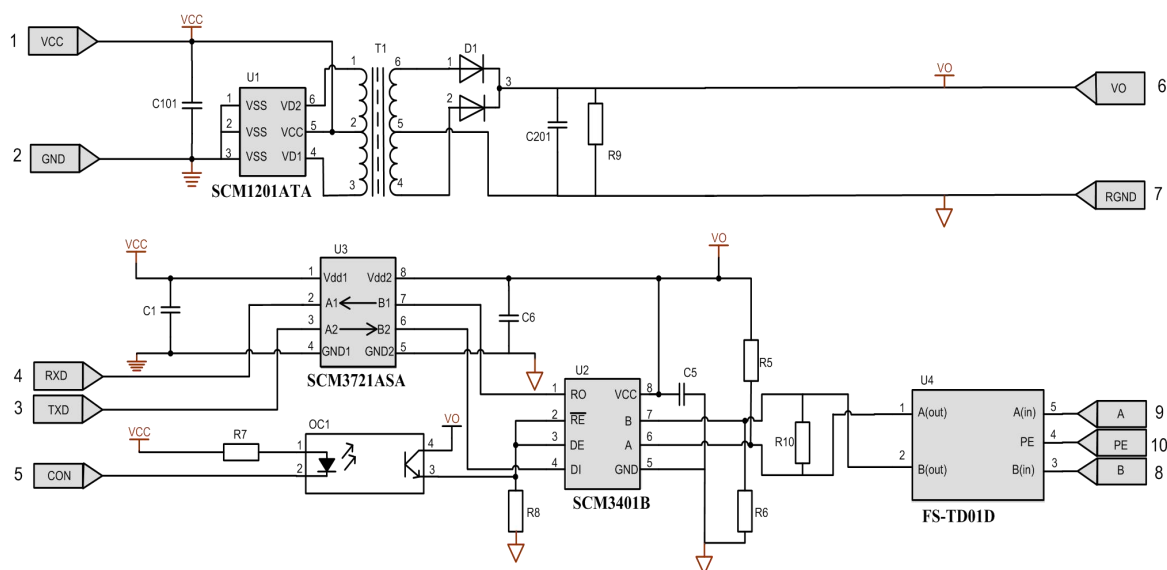 VCC
T1
1 VCC
D1
1 6 1
3
VO
U1
C101
VSS VD2
1 6
2
VO 6
VSS VCC
2 5 2 5
C201
R9
2 GND
VSS VD1
3 4
3 4
SCM1201ATA
RGND 7
VCC
U3
VO
1 Vdd1 Vdd2 8
C1
2 A1 B1 7
C6
3 A2 B2 6
4 GND1 GND2 5
R5
SCM3721ASA
U2
C5
U4
4 RXD
1 RO VCC 8
3 TXD
2 RE B 7
1 A(out) A(in) 5 A 9
VCC
R7
OC1
VO
1 4
3 DE A 6
R10
PE 4 PE 10
5 CON
2 3
4 DI GND 5
2 B(out) B(in) 3 B 8
R8
SCM3401B
R6
FS-TD01D